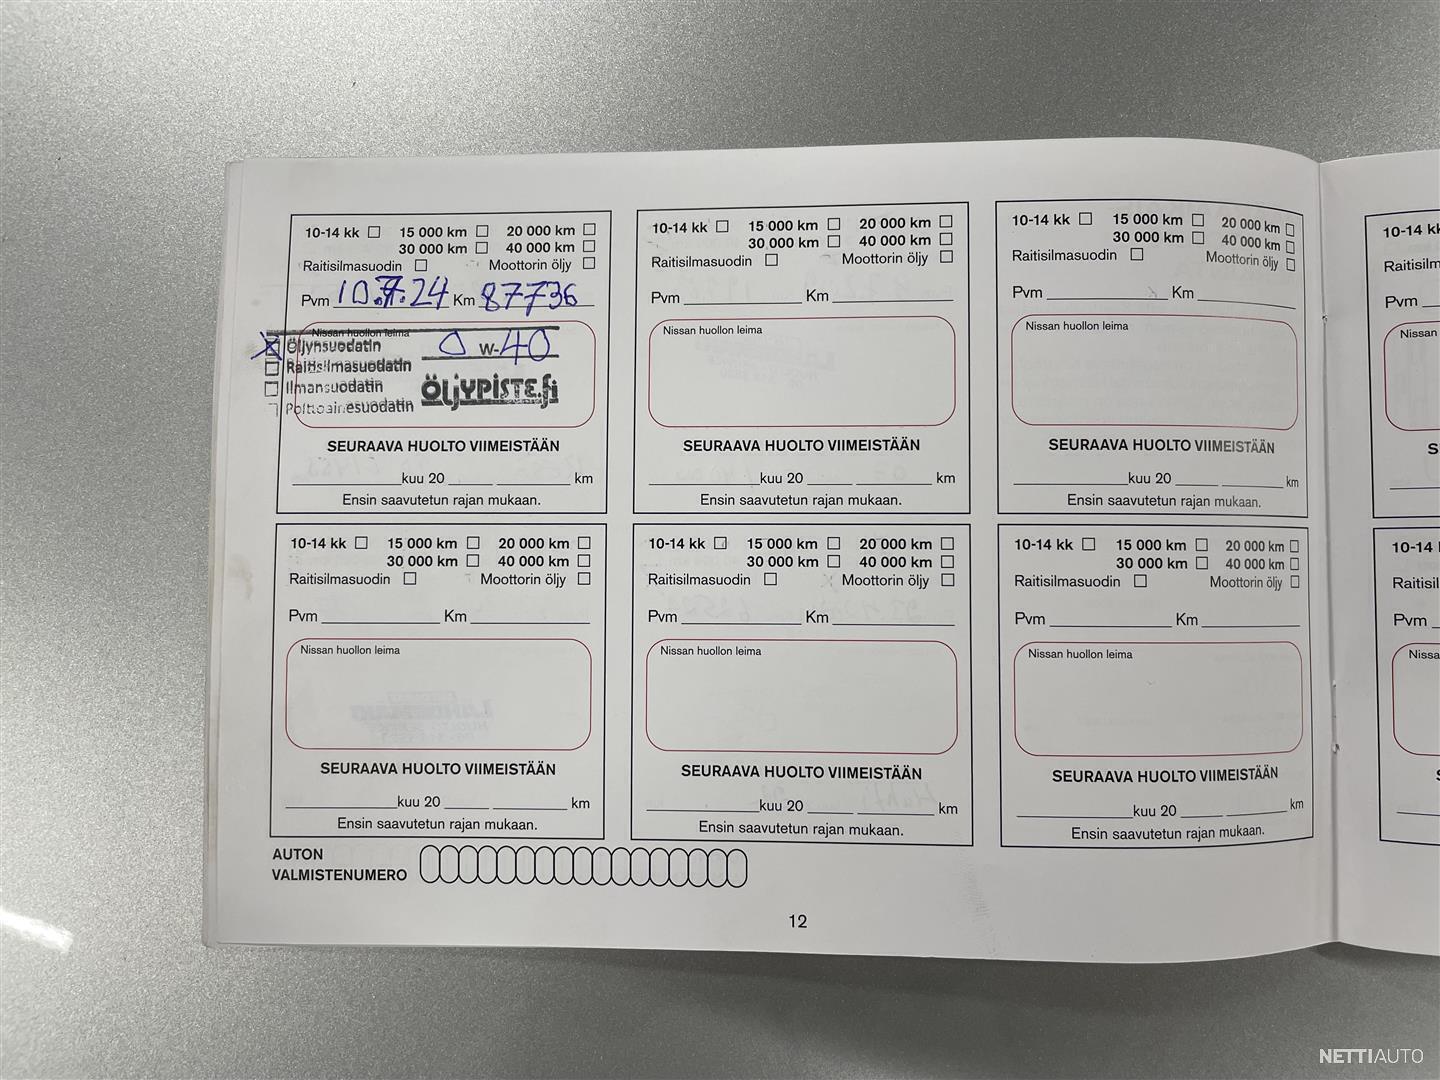 10-14 kk 15 000 km 20 000 km
30 000 km 40 000 km
Raitisilmasuodin Moottorin öljy
Pvm 10.7.24 Km 87736
Nissan huollon leima
Öljynsuodatin 0 W-40
Raitisilmasuodatin
Ilmansuodatin
Polttoainesuodatin
ÖLJYPISTE.fi
SEURAAVA HUOLTO VIIMEISTÄÄN
kuu 20 km
Ensin saavutetun rajan mukaan.
10-14 kk 15 000 km 20 000 km
30 000 km 40 000 km
Raitisilmasuodin Moottorin öljy
Pvm Km
Nissan huollon leima
SEURAAVA HUOLTO VIIMEISTÄÄN
kuu 20 km
Ensin saavutetun rajan mukaan.
10-14 kk 15 000 km 20 000 km
30 000 km 40 000 km
Raitisilmasuodin Moottorin öljy
Pvm Km
Nissan huollon leima
SEURAAVA HUOLTO VIIMEISTÄÄN
kuu 20 km
Ensin saavutetun rajan mukaan.
10-14 kk
Pvm
Nissan
10-14 kk 15 000 km 20 000 km
30 000 km 40 000 km
Raitisilmasuodin Moottorin öljy
Pvm Km
Nissan huollon leima
SEURAAVA HUOLTO VIIMEISTÄÄN
kuu 20 km
Ensin saavutetun rajan mukaan.
10-14 kk 15 000 km 20 000 km
30 000 km 40 000 km
Raitisilmasuodin Moottorin öljy
Pvm Km
Nissan huollon leima
SEURAAVA HUOLTO VIIMEISTÄÄN
kuu 20 km
Ensin saavutetun rajan mukaan.
10-14 kk 15 000 km 20 000 km
30 000 km 40 000 km
Raitisilmasuodin Moottorin öljy
Pvm Km
Nissan huollon leima
SEURAAVA HUOLTO VIIMEISTÄÄN
kuu 20 km
Ensin saavutetun rajan mukaan.
10-14
Pvm
AUTON
VALMISTENUMERO
12
NETTIAUTO